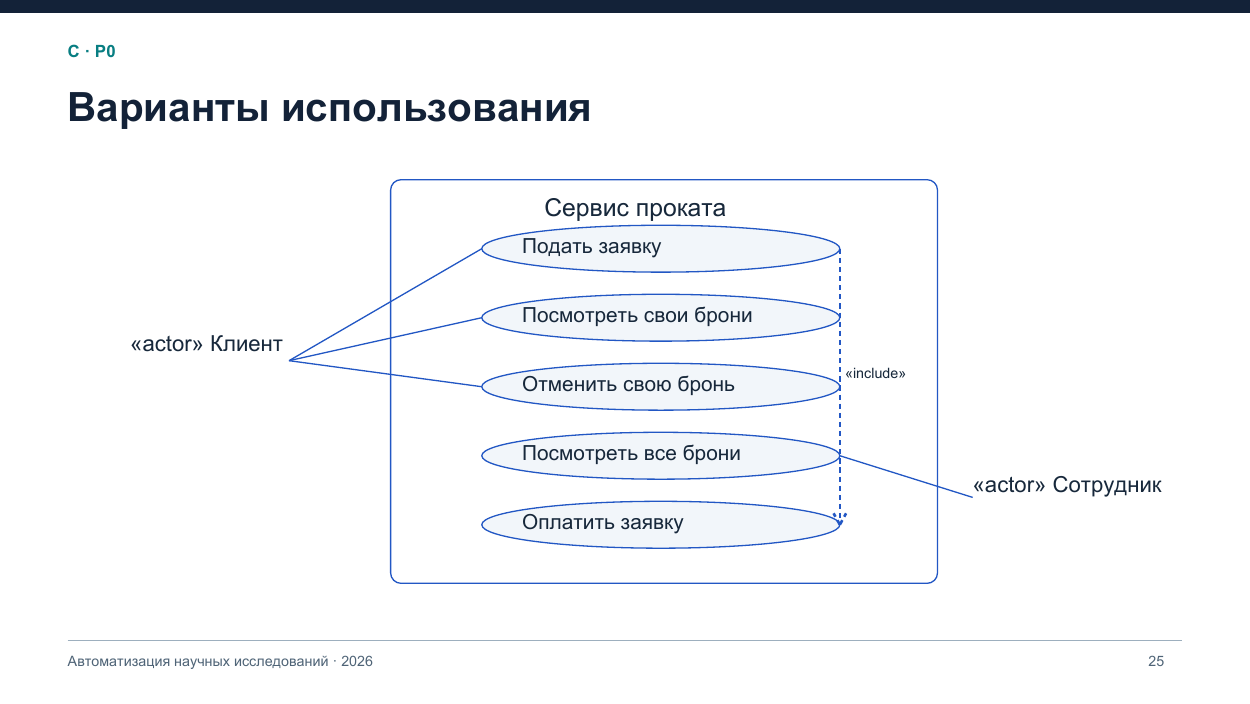 C · P0
Варианты использования
Сервис проката
Подать заявку
Посмотреть свои брони
«actor» Клиент
Отменить свою бронь
«include»
Посмотреть все брони
«actor» Сотрудник
Оплатить заявку
Автоматизация научных исследований · 2026
25